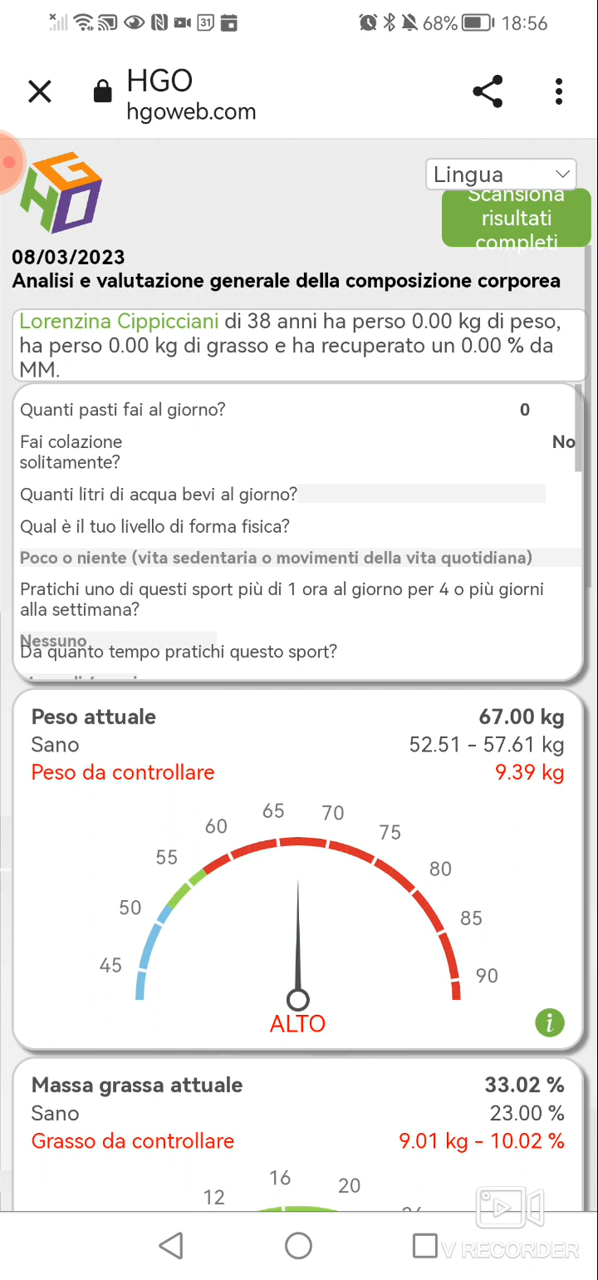 31 68% 18:56
HGO
hgoweb.com
HGO
Lingua
Scansiona
risultati
completi
08/03/2023
Analisi e valutazione generale della composizione corporea
Lorenzina Cippicciani di 38 anni ha perso 0.00 kg di peso,
ha perso 0.00 kg di grasso e ha recuperato un 0.00 % da
MM.
Quanti pasti fai al giorno? 0
Fai colazione
solitamente? No
Quanti litri di acqua bevi al giorno?
Qual è il tuo livello di forma fisica?
Poco o niente (vita sedentaria o movimenti della vita quotidiana)
Pratichi uno di questi sport più di 1 ora al giorno per 4 o più giorni
alla settimana?
Nessuno
Da quanto tempo pratichi questo sport?
Peso attuale 67.00 kg
Sano 52.51 - 57.61 kg
Peso da controllare 9.39 kg
45 50 55 60 65 70 75 80 85 90
ALTO
i
Massa grassa attuale 33.02 %
Sano 23.00 %
Grasso da controllare 9.01 kg - 10.02 %
12 16 20
V RECORDER